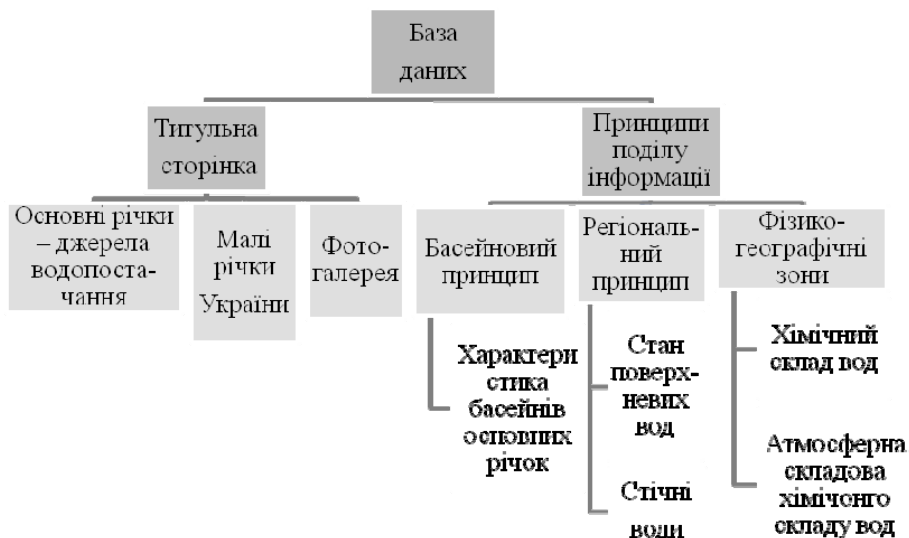 База
даних
Титульна
сторінка
Принципи
поділу
інформації
Основні річки
– джерела
водопоста-
чання
Малі
річки
України
Фото-
галерея
Басейновий
принцип
Регіональ-
ний
принцип
Фізико-
географічні
зони
Характери
стика
басейнів
основних
річок
Стан
поверх-
невих
вод
Стічні
води
Хімічний
склад вод
Атмосферна
складова
хімічонго
складу вод